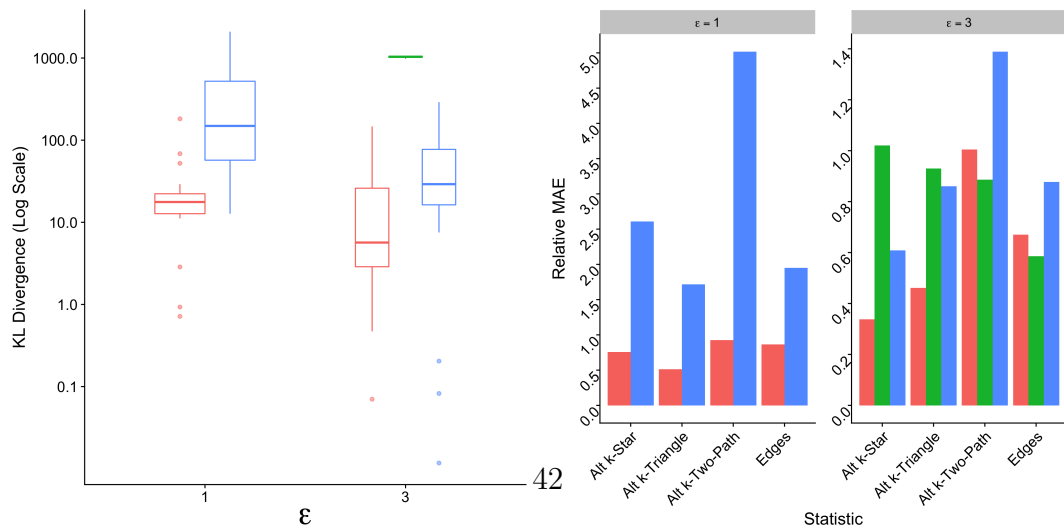 KL Divergence (Log Scale)
1000.0
100.0
10.0
1.0
0.1
1
3
ε
42
Relative MAE
ε = 1
5.0
4.5
4.0
3.5
3.0
2.5
2.0
1.5
1.0
0.5
0.0
Alt k-Star
Alt k-Triangle
Alt k-Two-Path
Edges
ε = 3
1.4
1.2
1.0
0.8
0.6
0.4
0.2
0.0
Alt k-Star
Alt k-Triangle
Alt k-Two-Path
Edges
Statistic